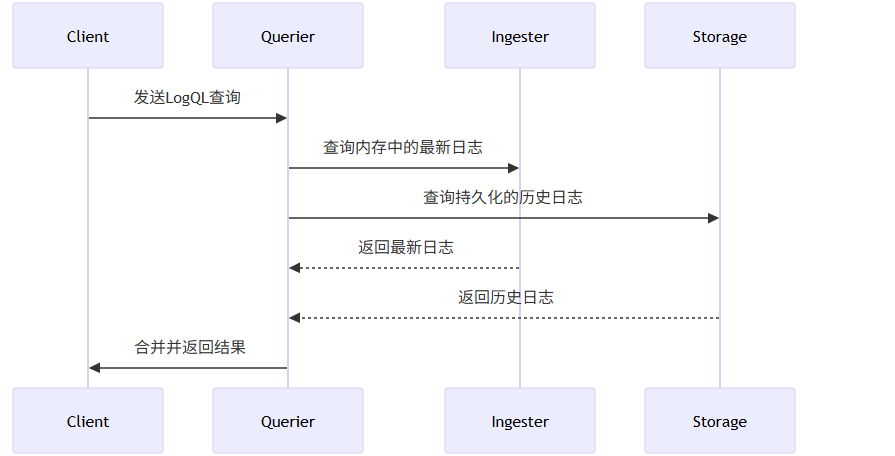 Client
Querier
Ingester
Storage
发送LogQL查询
查询内存中的最新日志
查询持久化的历史日志
返回最新日志
返回历史日志
合并并返回结果
Client
Querier
Ingester
Storage